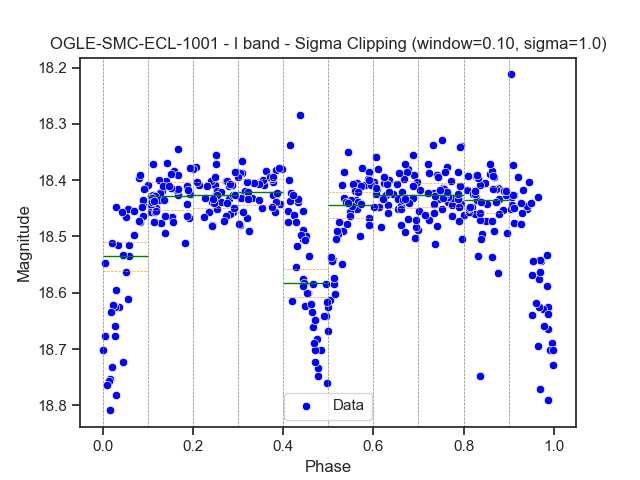 OGLE-SMC-ECL-1001 - I band - Sigma Clipping (window=0.10, sigma=1.0)
18.2
18.3
18.4
18.5
18.6
18.7
18.8
Magnitude
Data
0.0 0.2 0.4 0.6 0.8 1.0
Phase